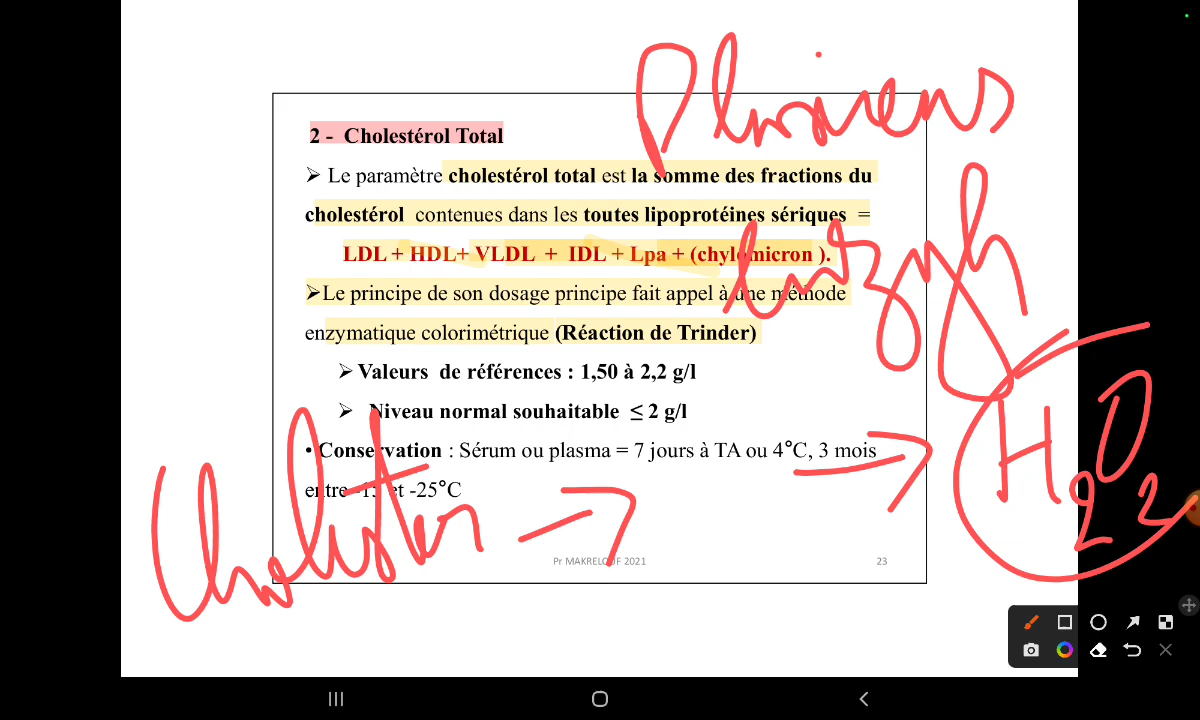 Plusieurs
2 - Cholestérol Total
➢ Le paramètre cholestérol total est la somme des fractions du
cholestérol contenues dans les toutes lipoprotéines sériques =
LDL + HDL+ VLDL + IDL + Lpa + (chylomicron ).
➢Le principe de son dosage principe fait appel à une méthode
enzymatique colorimétrique (Réaction de Trinder)
➢ Valeurs de références : 1,50 à 2,2 g/l
➢ Niveau normal souhaitable ≤ 2 g/l
• Conservation : Sérum ou plasma = 7 jours à TA ou 4°C, 3 mois
entre -15 et -25°C
H2O2
Pr MAKRELOUF 2021
23